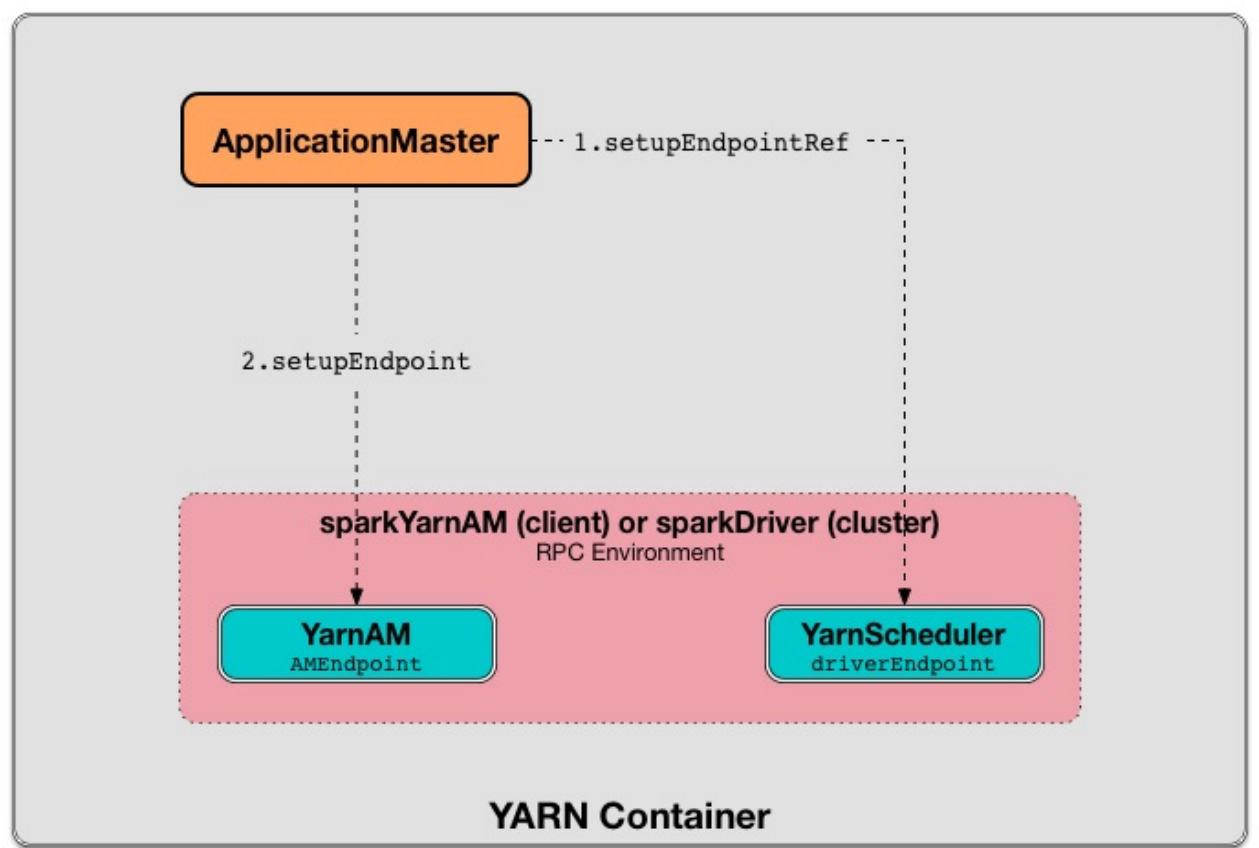 ApplicationMaster
1.setupEndpointRef
2.setupEndpoint
sparkYarnAM (client) or sparkDriver (cluster)
RPC Environment
YarnAM
AMEndpoint
YarnScheduler
driverEndpoint
YARN Container